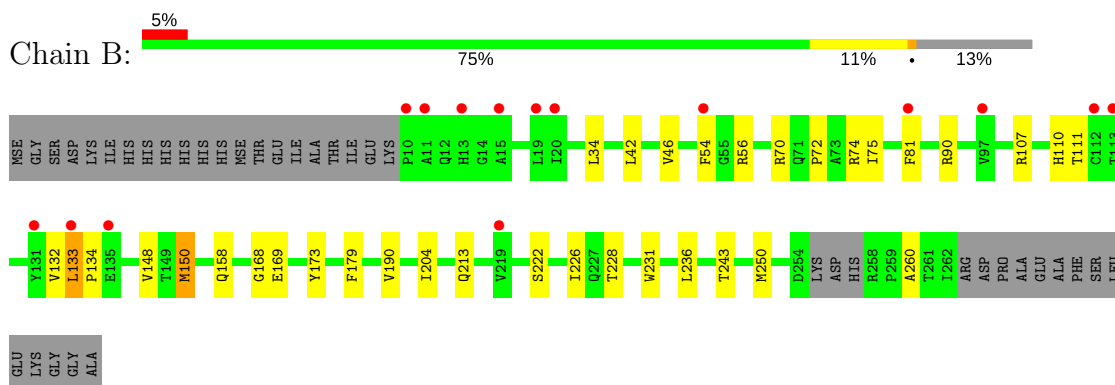 5%
Chain B:
75% 11% • 13%
MSE GLY SER ASP LYS ILE HIS HIS HIS HIS HIS HIS MSE THR GLU ILE ALA THR ILE GLU LYS P10 A11 Q12 H13 G14 A15 L19 I20 L34 L42 V46 F54 G55 R56 R70 Q71 P72 A73 R74 I75 F81 R90 V97 R107 H110 T111 C112 T113
Y131 V132 L133 P134 E135 V148 T149 M150 Q158 G168 E169 Y173 F179 V190 I204 Q213 V219 S222 I226 Q227 T228 W231 L236 T243 M250 D254 LYS ASP HIS R258 P259 A260 T261 I262 ARG ASP PRO ALA GLU ALA PHE SER LEU
GLU LYS GLY GLY ALA